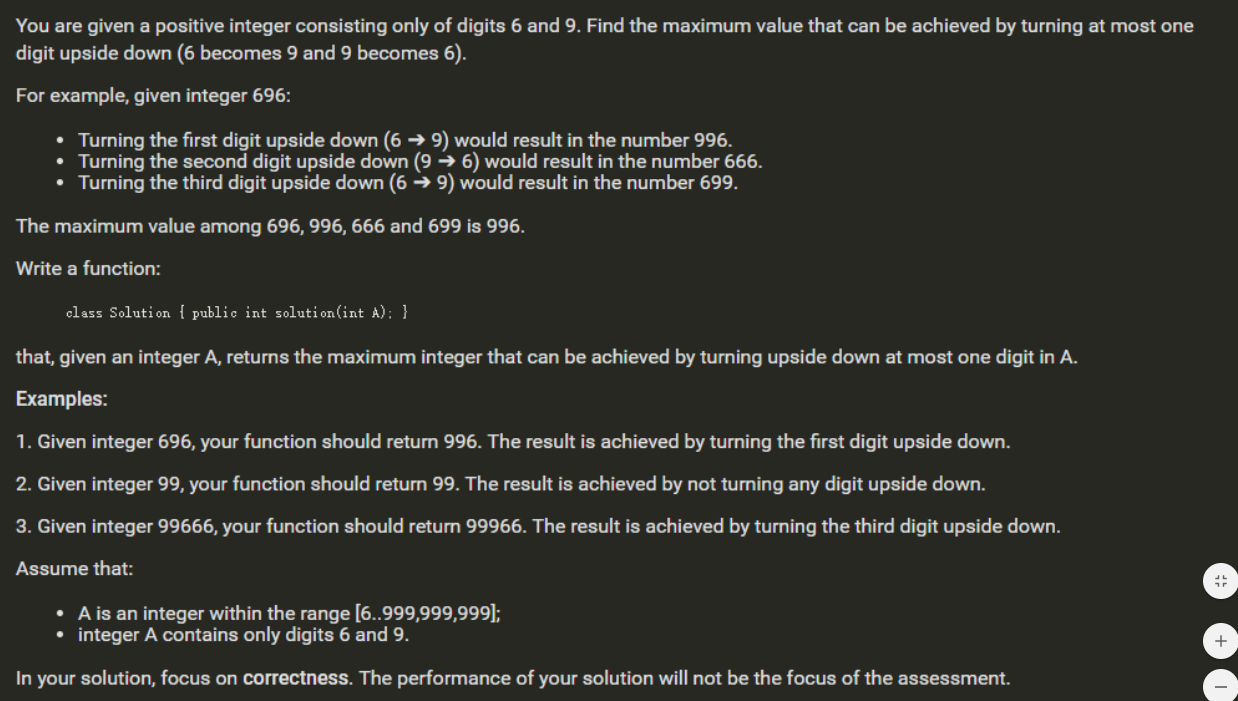 You are given a positive integer consisting only of digits 6 and 9. Find the maximum value that can be achieved by turning at most one
digit upside down (6 becomes 9 and 9 becomes 6).
For example, given integer 696:
• Turning the first digit upside down (6 ➔ 9) would result in the number 996.
• Turning the second digit upside down (9 ➔ 6) would result in the number 666.
• Turning the third digit upside down (6 ➔ 9) would result in the number 699.
The maximum value among 696, 996, 666 and 699 is 996.
Write a function:
class Solution { public int solution(int A); }
that, given an integer A, returns the maximum integer that can be achieved by turning upside down at most one digit in A.
Examples:
1. Given integer 696, your function should return 996. The result is achieved by turning the first digit upside down.
2. Given integer 99, your function should return 99. The result is achieved by not turning any digit upside down.
3. Given integer 99666, your function should return 99966. The result is achieved by turning the third digit upside down.
Assume that:
• A is an integer within the range [6..999,999,999];
• integer A contains only digits 6 and 9.
In your solution, focus on correctness. The performance of your solution will not be the focus of the assessment.